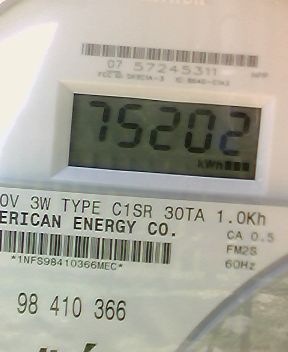 07 57245311
75202
kWh
0V 3W TYPE C1SR 30TA 1.0Kh
ERICAN ENERGY CO.
CA 0.5
FM2S
60Hz
*1NFS98410366MEC*
98 410 366